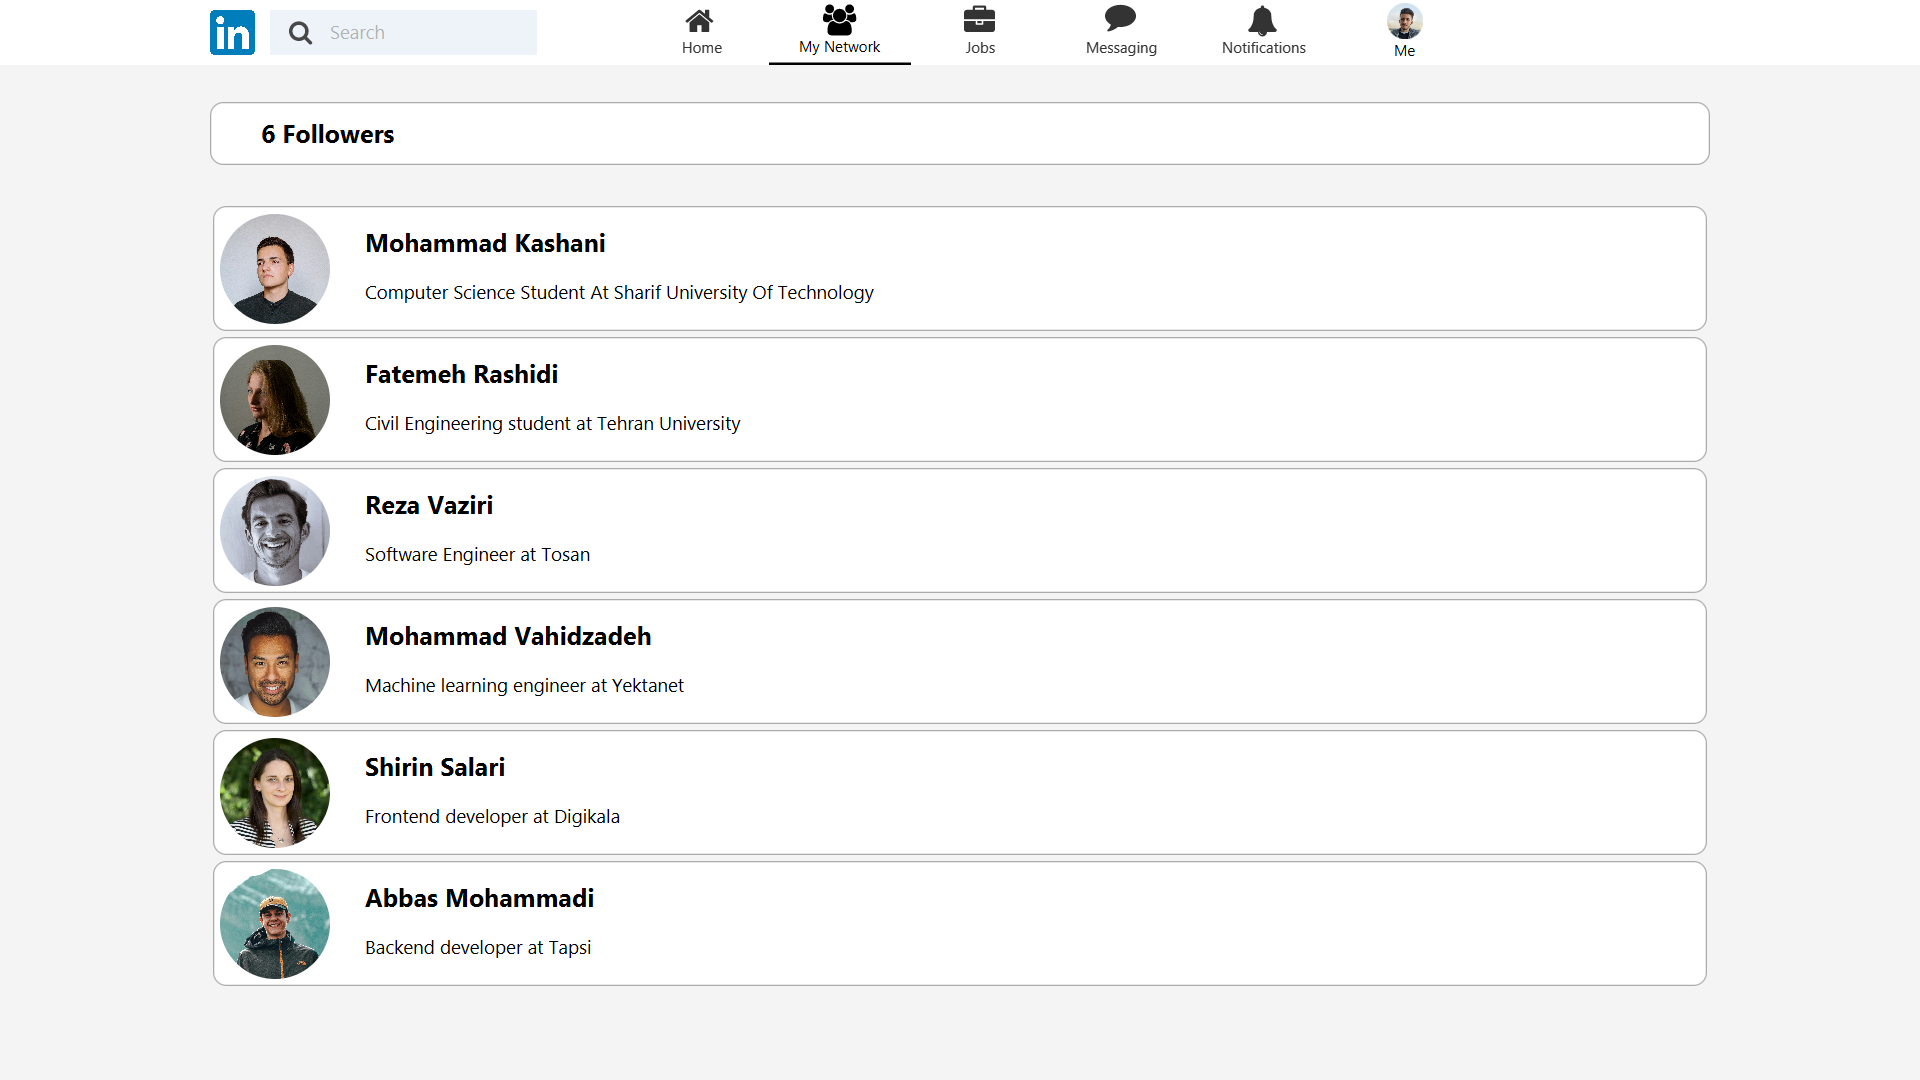 in
Search
Home
My Network
Jobs
Messaging
Notifications
Me
6 Followers
Mohammad Kashani
Computer Science Student At Sharif University Of Technology
Fatemeh Rashidi
Civil Engineering student at Tehran University
Reza Vaziri
Software Engineer at Tosan
Mohammad Vahidzadeh
Machine learning engineer at Yektanet
Shirin Salari
Frontend developer at Digikala
Abbas Mohammadi
Backend developer at Tapsi